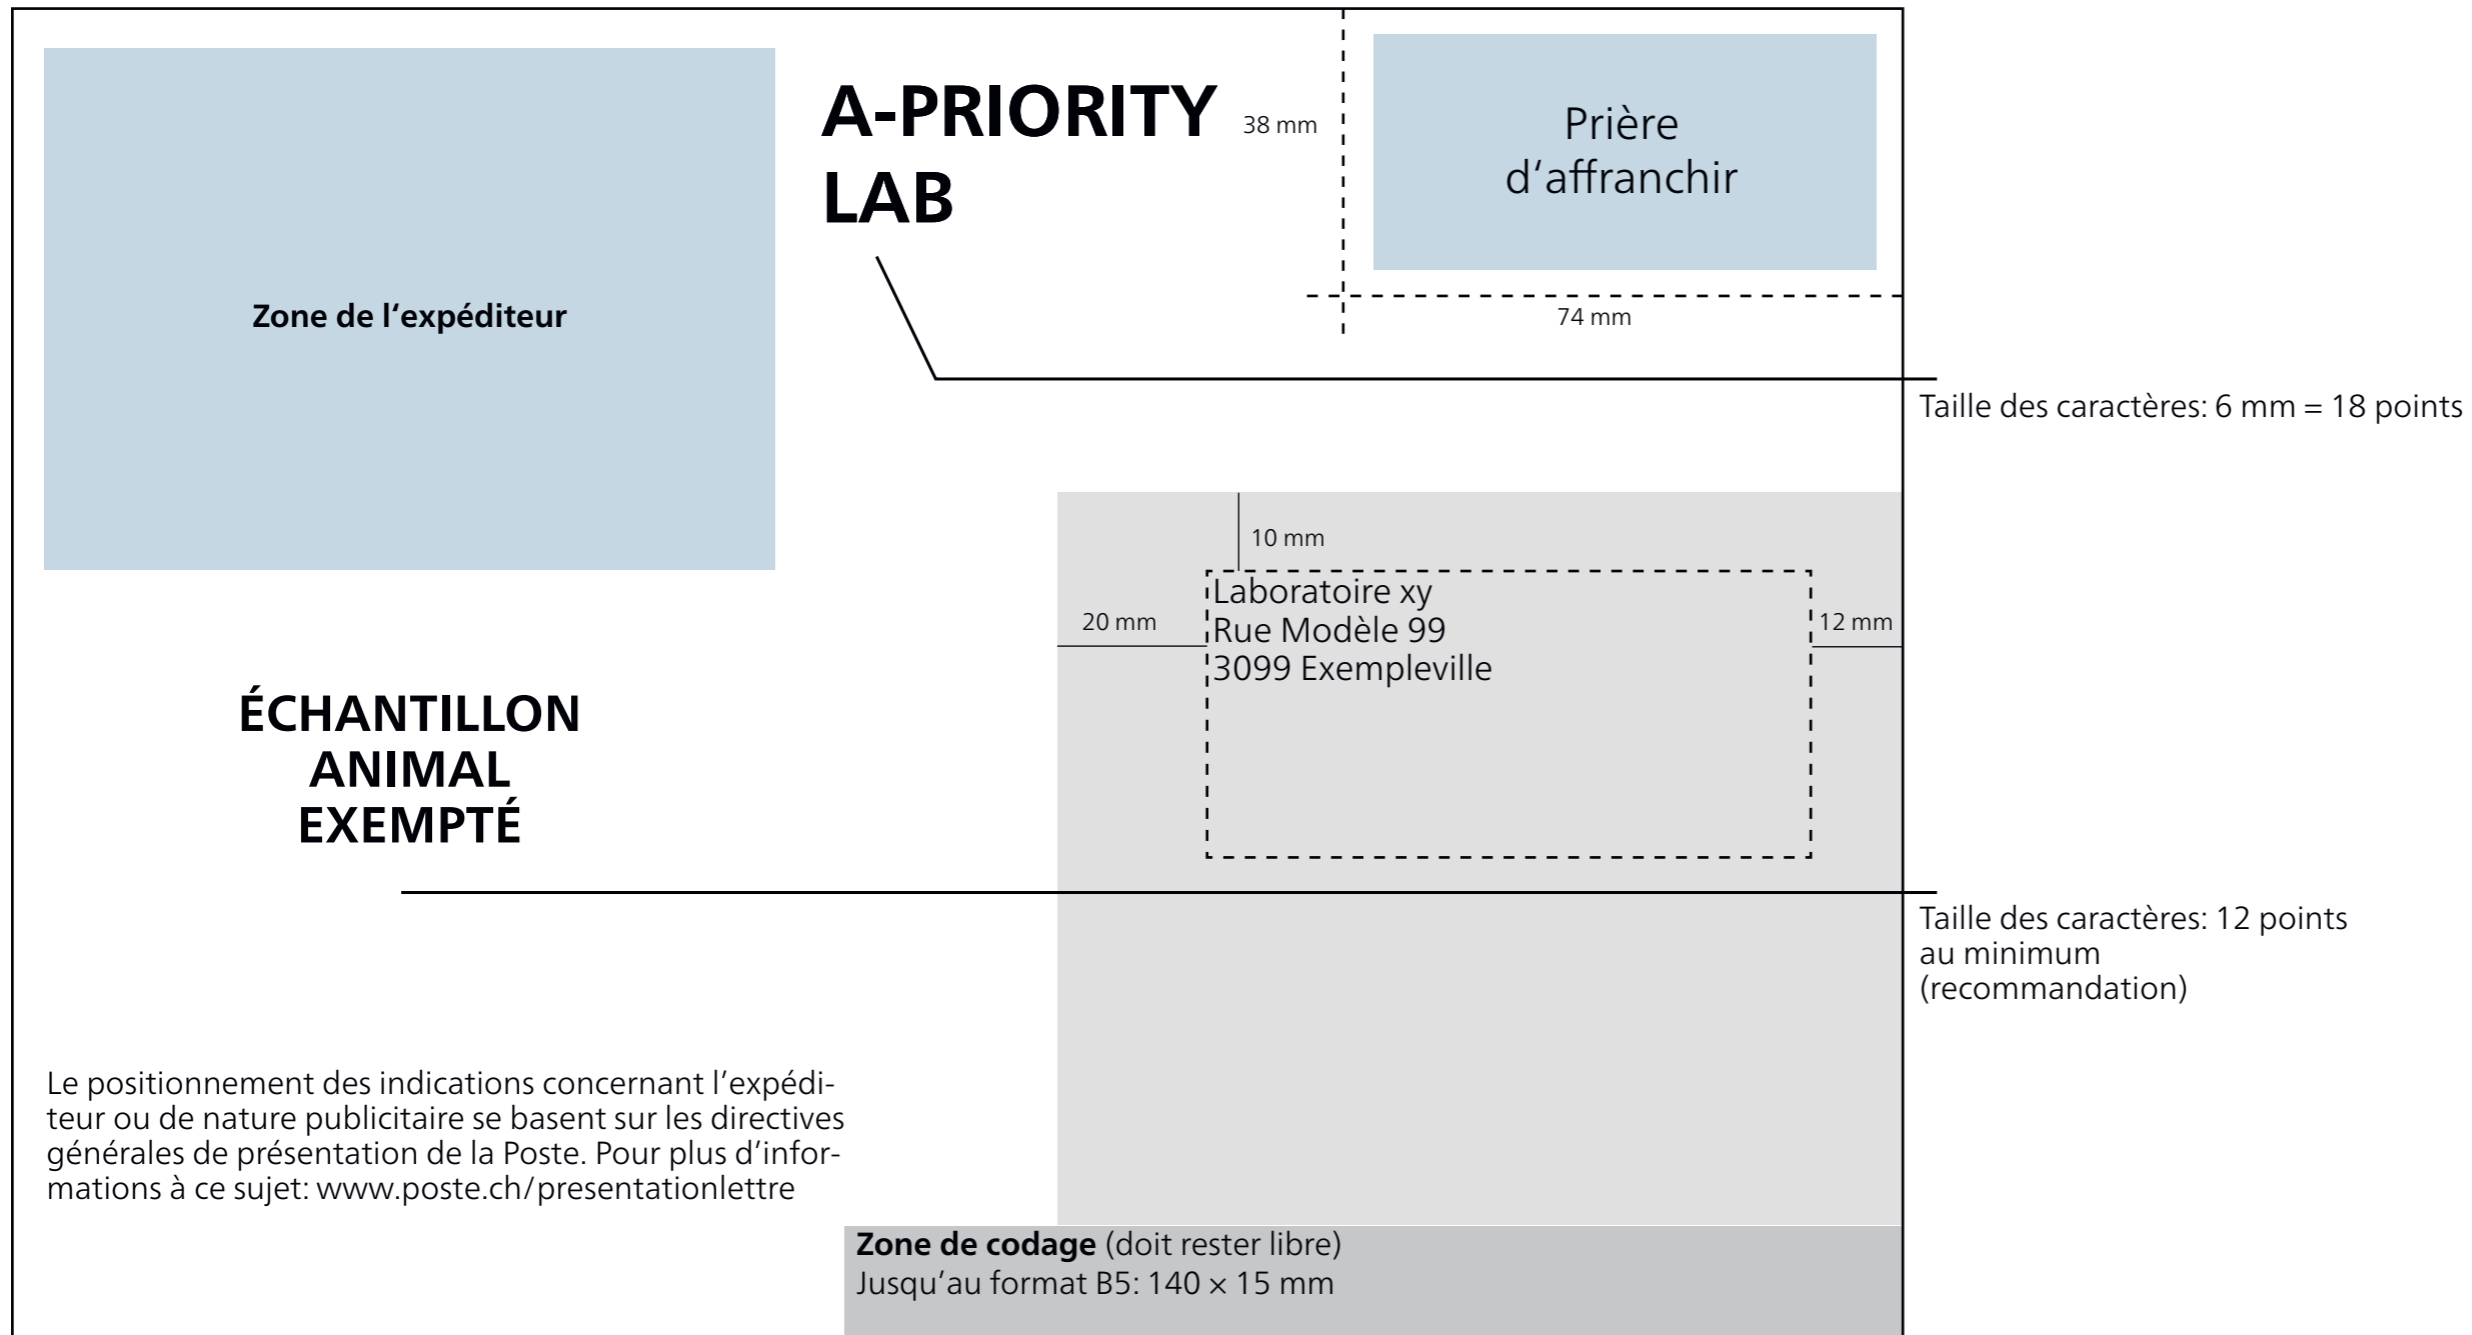 A-PRIORITY
LAB
38 mm
Prière
d‘affranchir
74 mm
Zone de l‘expéditeur
Taille des caractères: 6 mm = 18 points
10 mm
20 mm
Laboratoire xy
Rue Modèle 99
3099 Exempleville
12 mm
ÉCHANTILLON
ANIMAL
EXEMPTÉ
Taille des caractères: 12 points
au minimum
(recommandation)
Le positionnement des indications concernant l’expédi-
teur ou de nature publicitaire se basent sur les directives
générales de présentation de la Poste. Pour plus d’infor-
mations à ce sujet: www.poste.ch/presentationlettre
Zone de codage (doit rester libre)
Jusqu’au format B5: 140 × 15 mm